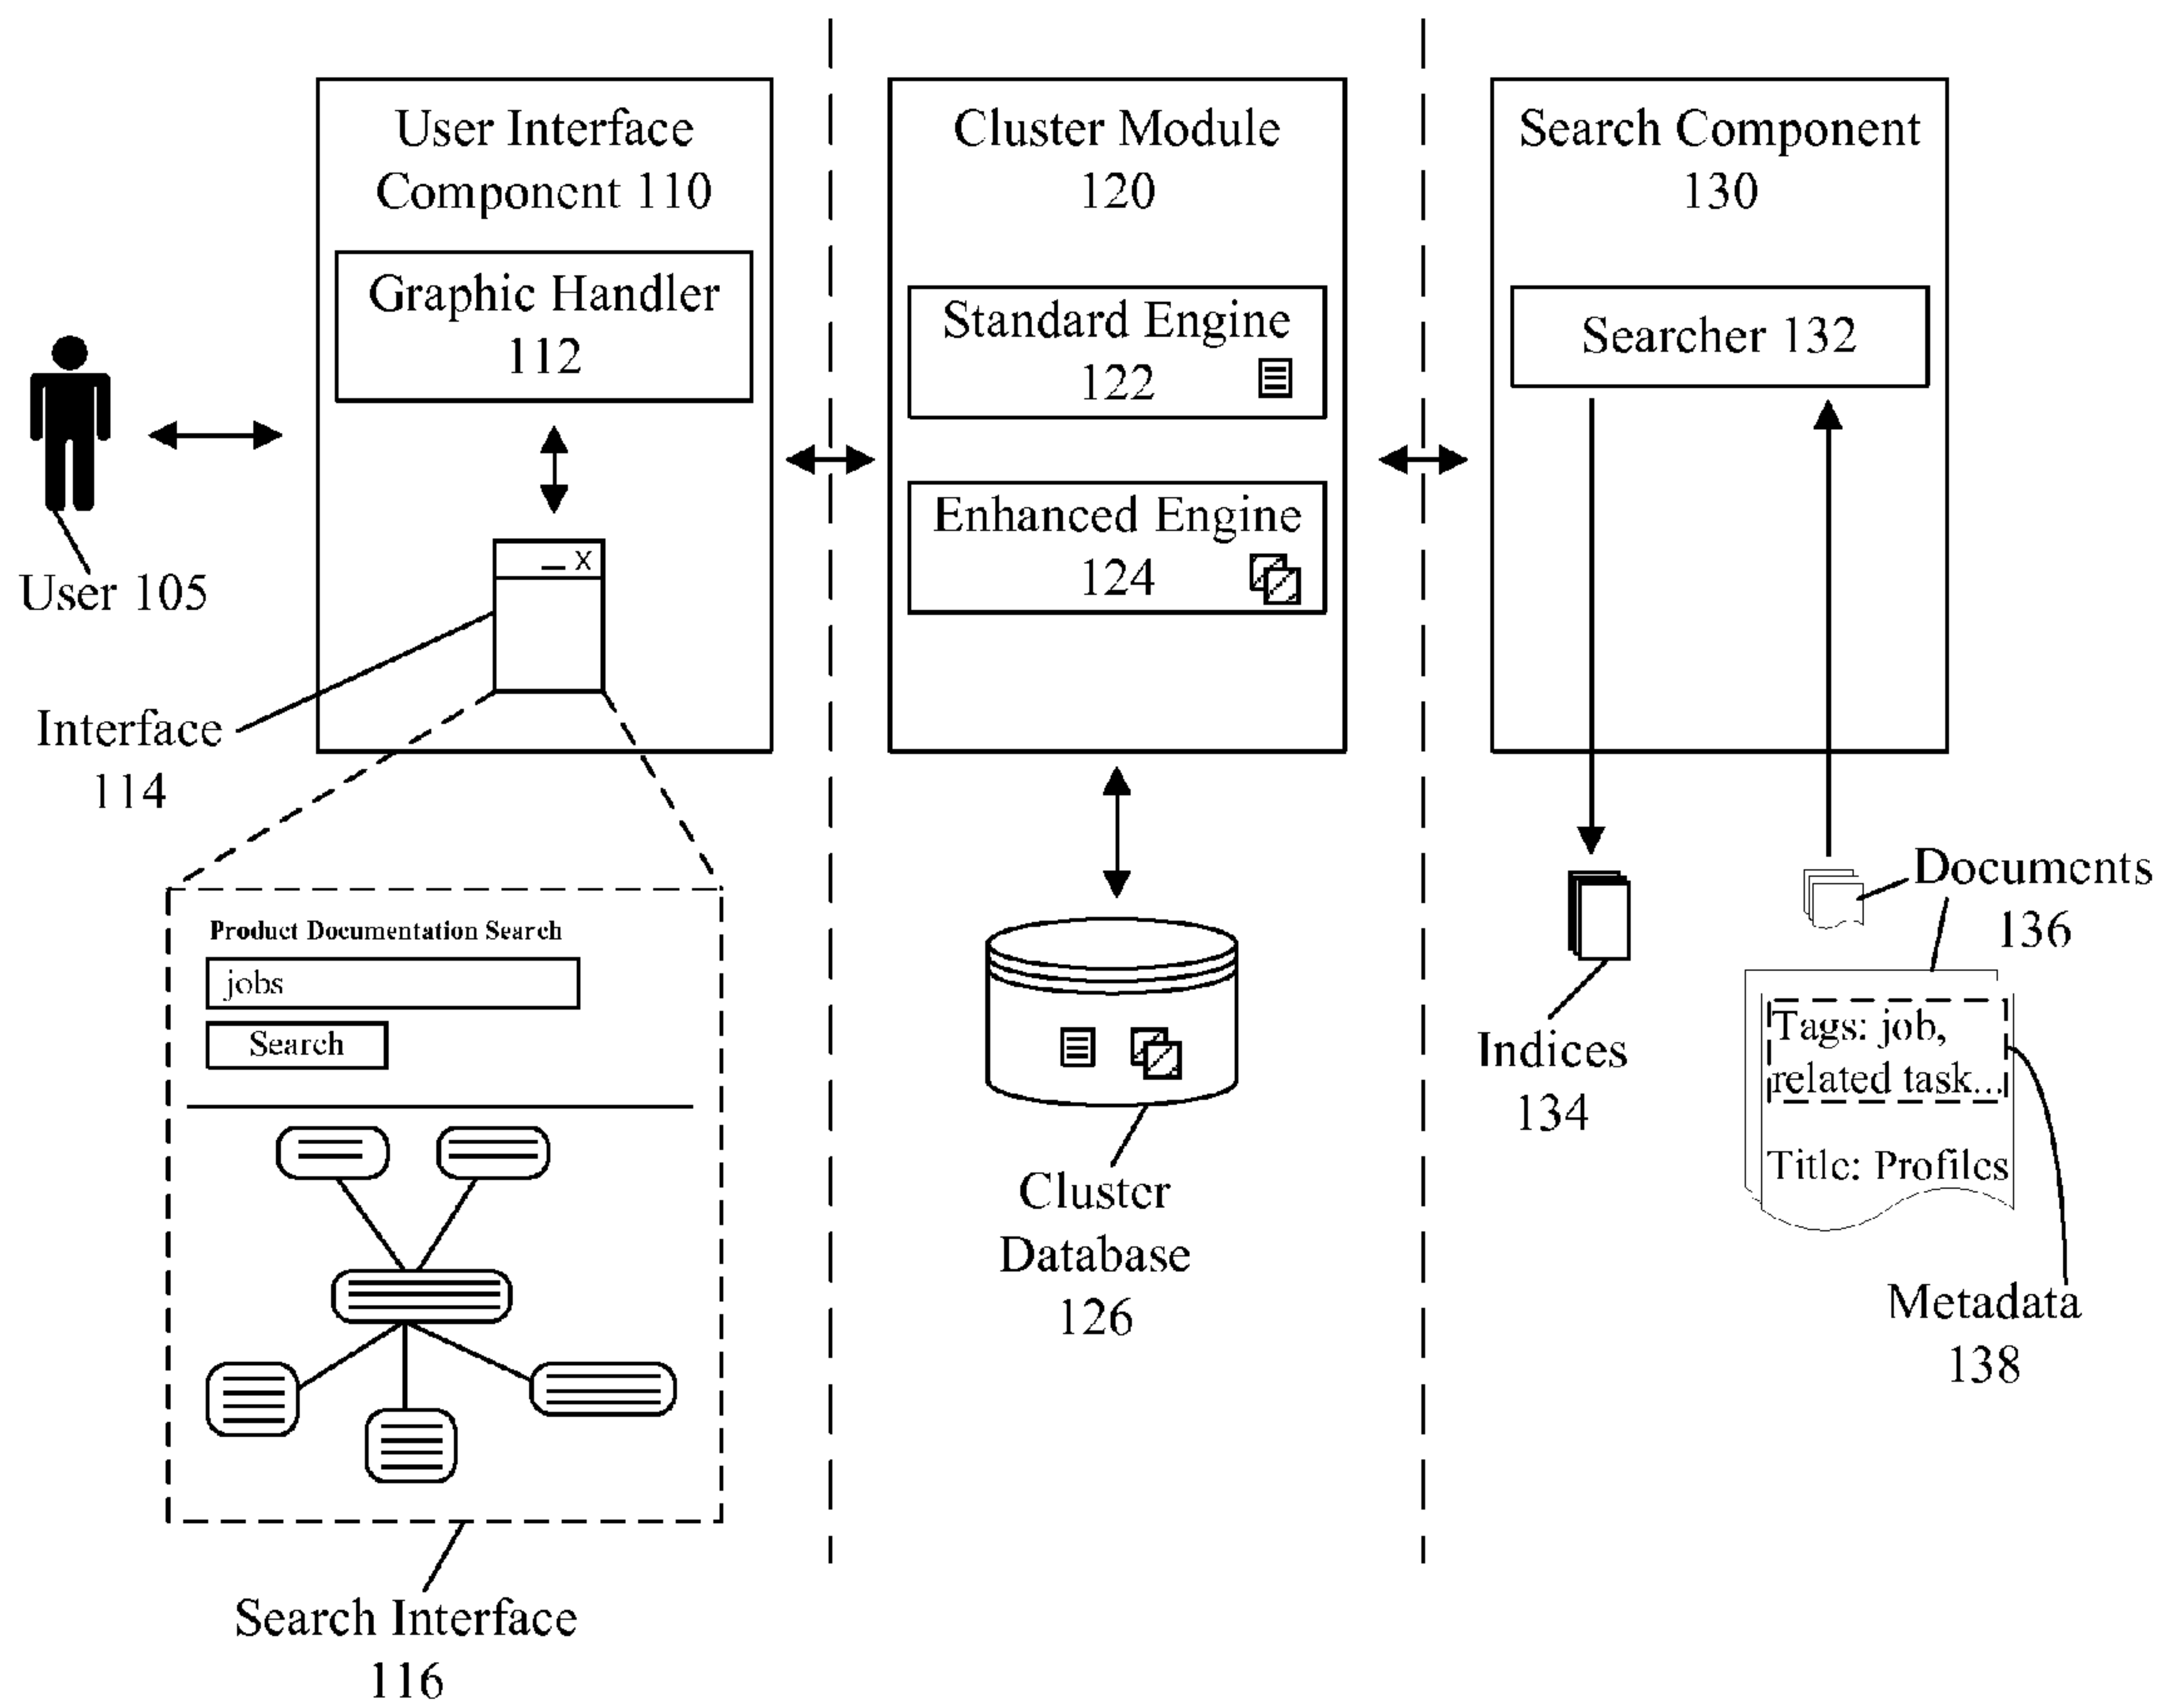 User Interface
Component 110
Graphic Handler
112
_ X
User 105
Interface
114
Product Documentation Search
jobs
Search
Search Interface
116
Cluster Module
120
Standard Engine
122
Enhanced Engine
124
Cluster
Database
126
Search Component
130
Searcher 132
Indices
134
Documents
136
Tags: job,
related task...
Title: Profiles
Metadata
138